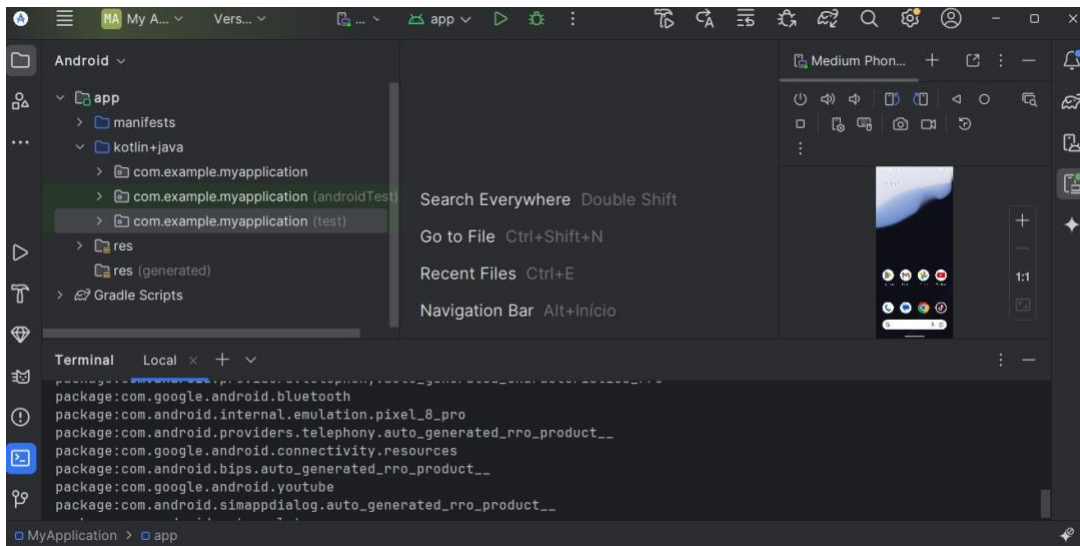 MA My A... Vers... ... app
Android
Medium Phon...
app
manifests
kotlin+java
com.example.myapplication
com.example.myapplication (androidTest)
com.example.myapplication (test)
res
res (generated)
Gradle Scripts
Search Everywhere Double Shift
Go to File Ctrl+Shift+N
Recent Files Ctrl+E
Navigation Bar Alt+Início
1:1
Terminal Local
package:com.google.android.bluetooth
package:com.android.internal.emulation.pixel_8_pro
package:com.android.providers.telephony.auto_generated_rro_product__
package:com.google.android.connectivity.resources
package:com.android.bips.auto_generated_rro_product__
package:com.google.android.youtube
package:com.android.simappdialog.auto_generated_rro_product__
MyApplication > app